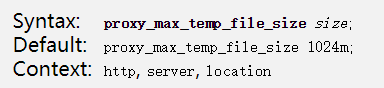 Syntax: proxy_max_temp_file_size size;
Default: proxy_max_temp_file_size 1024m;
Context: http, server, location